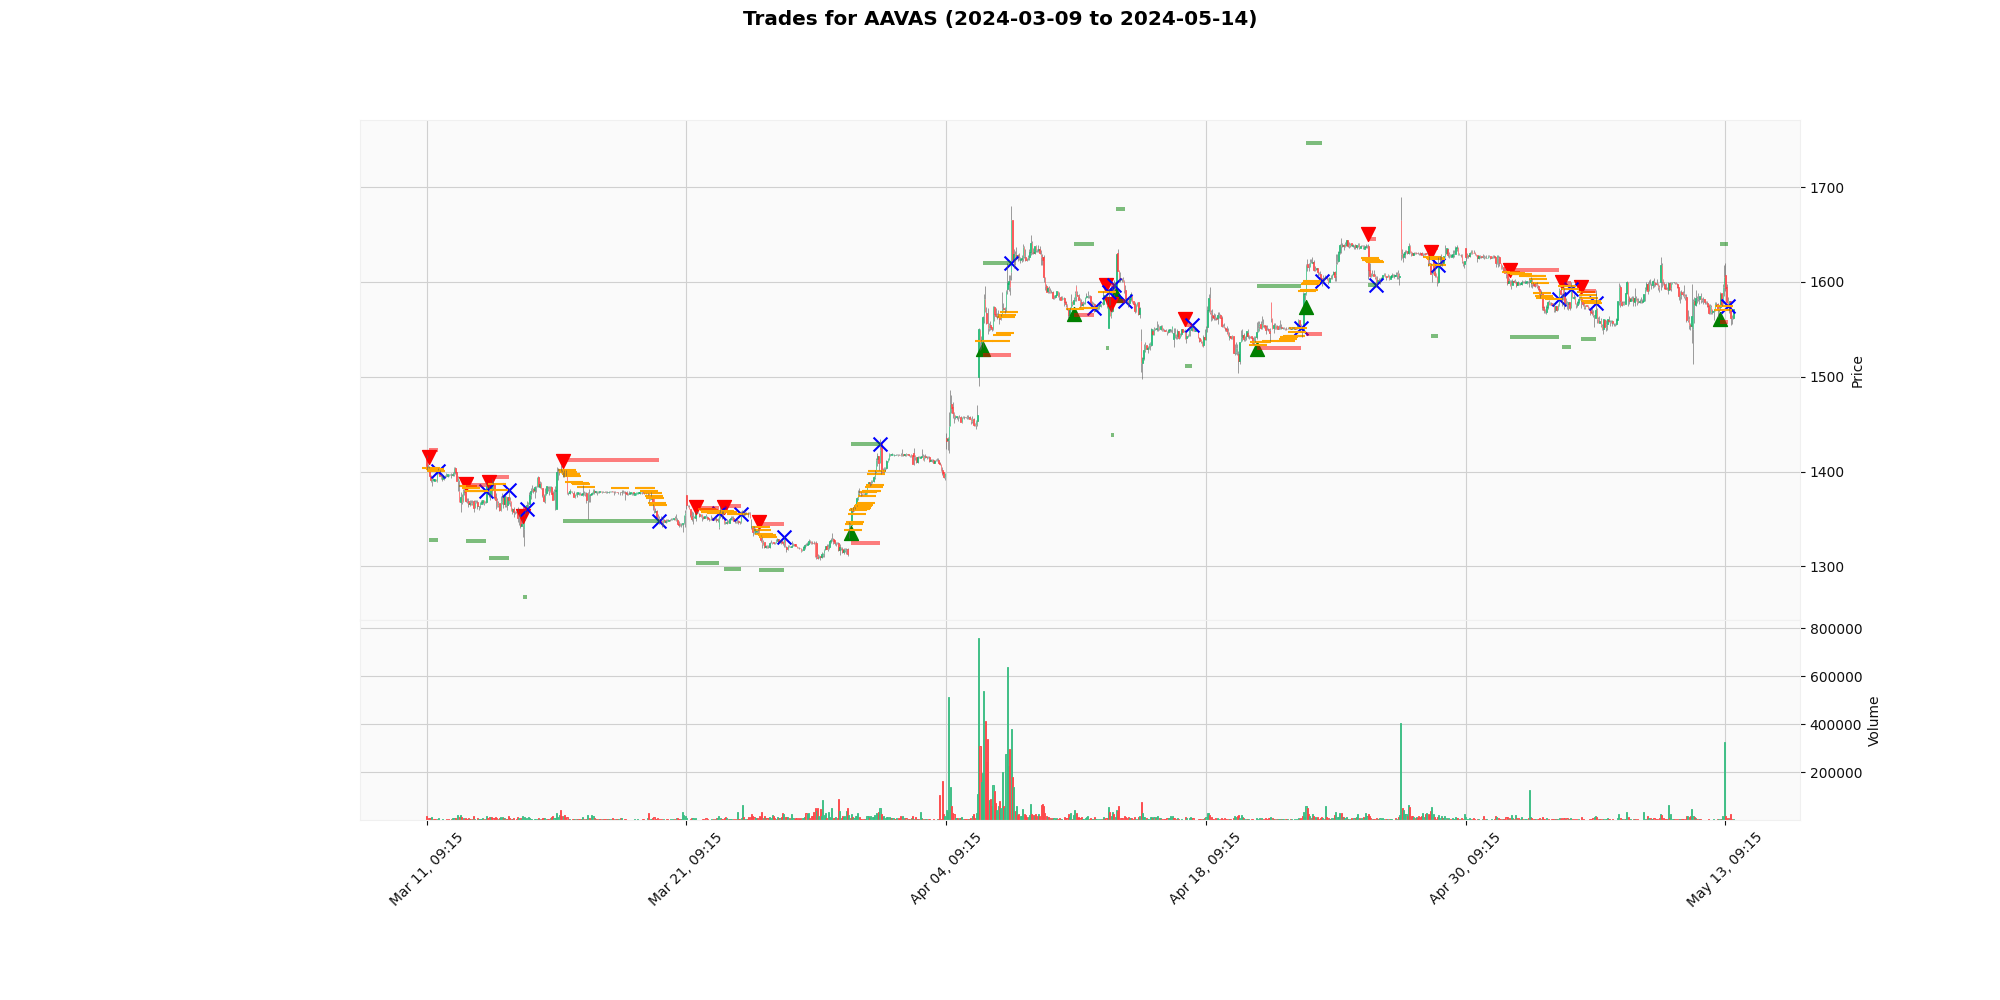 Trades for AAVAS (2024-03-09 to 2024-05-14)
1700
1600
1500
1400
1300
Price
800000
600000
400000
200000
Volume
Mar 11, 09:15
Mar 21, 09:15
Apr 04, 09:15
Apr 18, 09:15
Apr 30, 09:15
May 13, 09:15